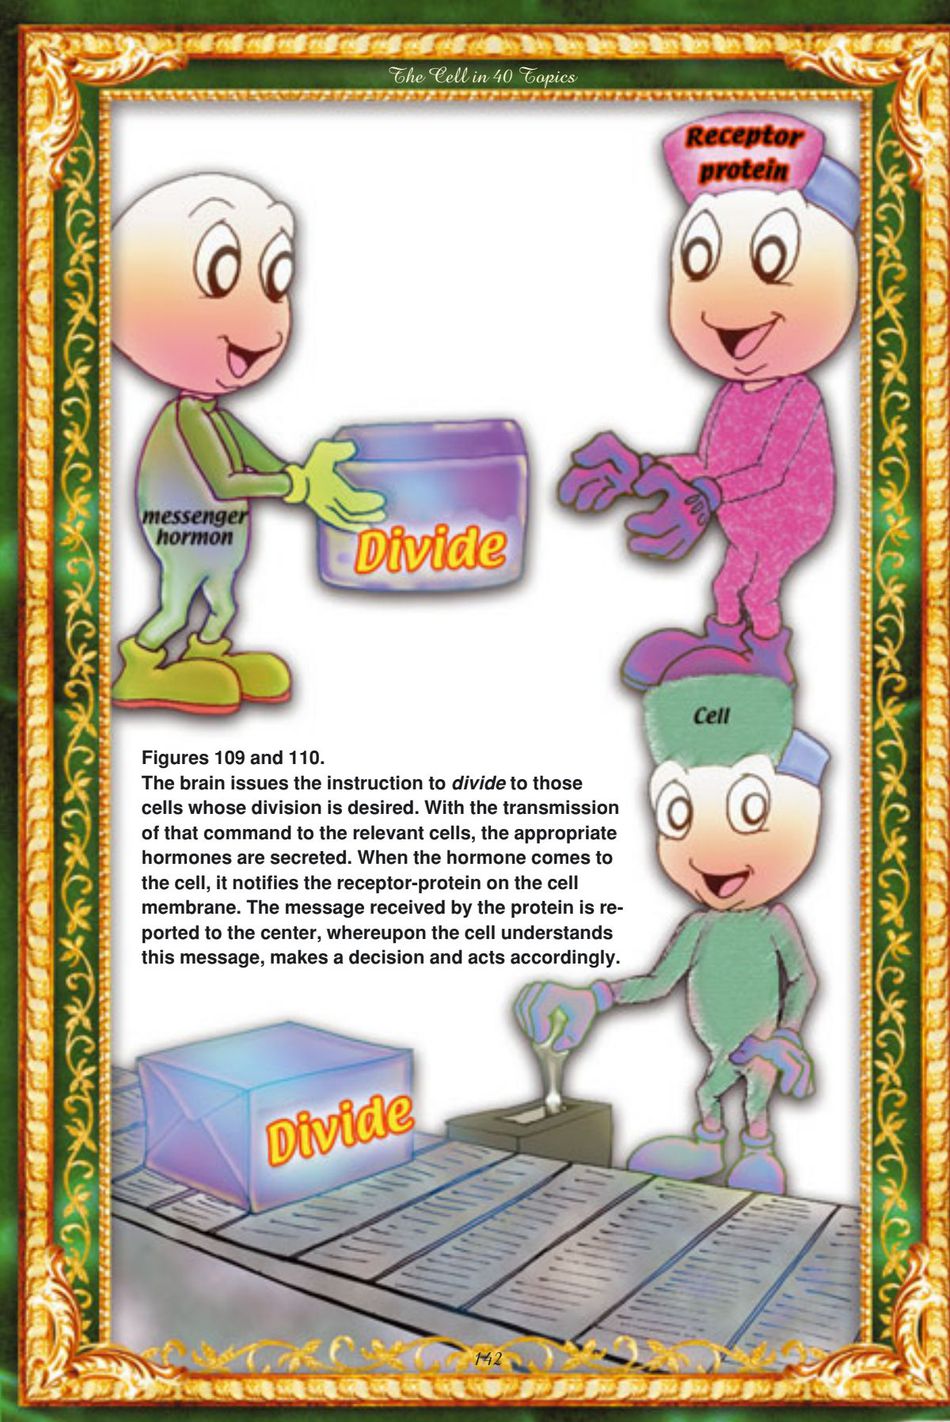 The Cell in 40 Topics
Receptor
protein
messenger
hormon
Divide
Cell
Figures 109 and 110.
The brain issues the instruction to divide to those
cells whose division is desired. With the transmission
of that command to the relevant cells, the appropriate
hormones are secreted. When the hormone comes to
the cell, it notifies the receptor-protein on the cell
membrane. The message received by the protein is re-
ported to the center, whereupon the cell understands
this message, makes a decision and acts accordingly.
Divide
142